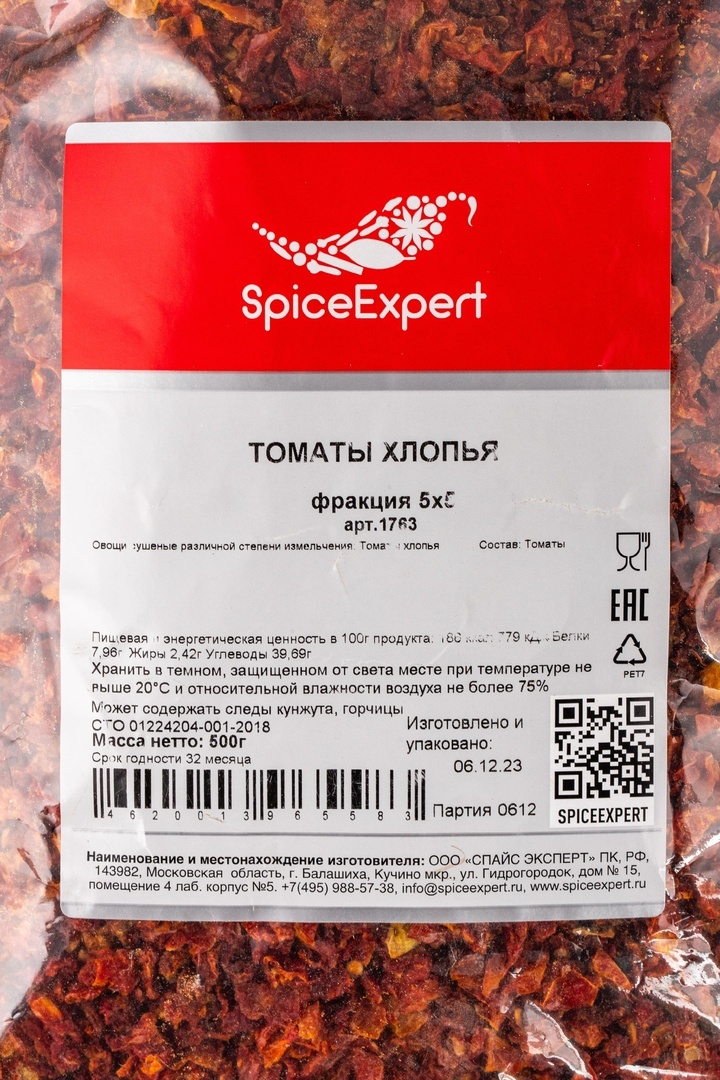 SpiceExpert
ТОМАТЫ ХЛОПЬЯ
фракция 5х5
арт.1763
Овощи сушеные различной степени измельчения. Томаты хлопья Состав: Томаты
Пищевая и энергетическая ценность в 100г продукта: 186 ккал 779 кДж Белки
7,96г Жиры 2,42г Углеводы 39,69г
Хранить в темном, защищенном от света месте при температуре не
выше 20°С и относительной влажности воздуха не более 75%
Может содержать следы кунжута, горчицы
СТО 01224204-001-2018
Масса нетто: 500г
Срок годности 32 месяца
Изготовлено и
упаковано:
06.12.23
Партия 0612
4620013965583
EAC
PET7
SPICEEXPERT
Наименование и местонахождение изготовителя: ООО «СПАЙС ЭКСПЕРТ» ПК, РФ,
143982, Московская область, г. Балашиха, Кучино мкр., ул. Гидрогородок, дом № 15,
помещение 4 лаб. корпус №5. +7(495) 988-57-38, info@spiceexpert.ru, www.spiceexpert.ru